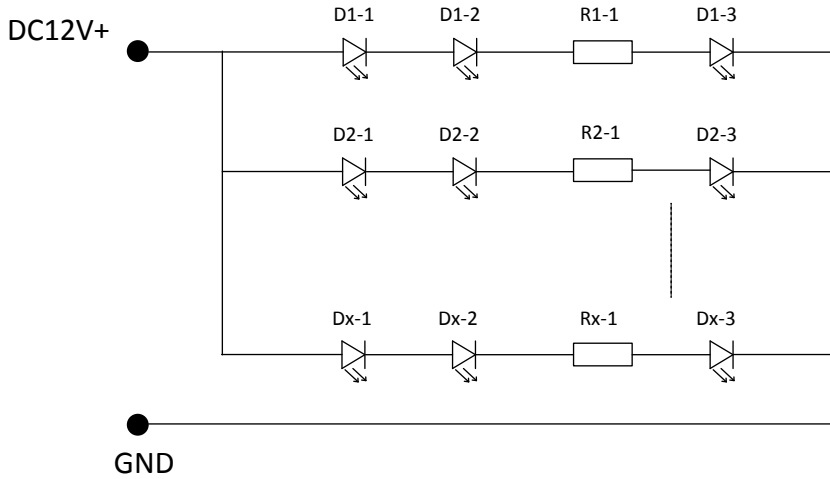 D1-1 D1-2 R1-1 D1-3
DC12V+
D2-1 D2-2 R2-1 D2-3
Dx-1 Dx-2 Rx-1 Dx-3
GND